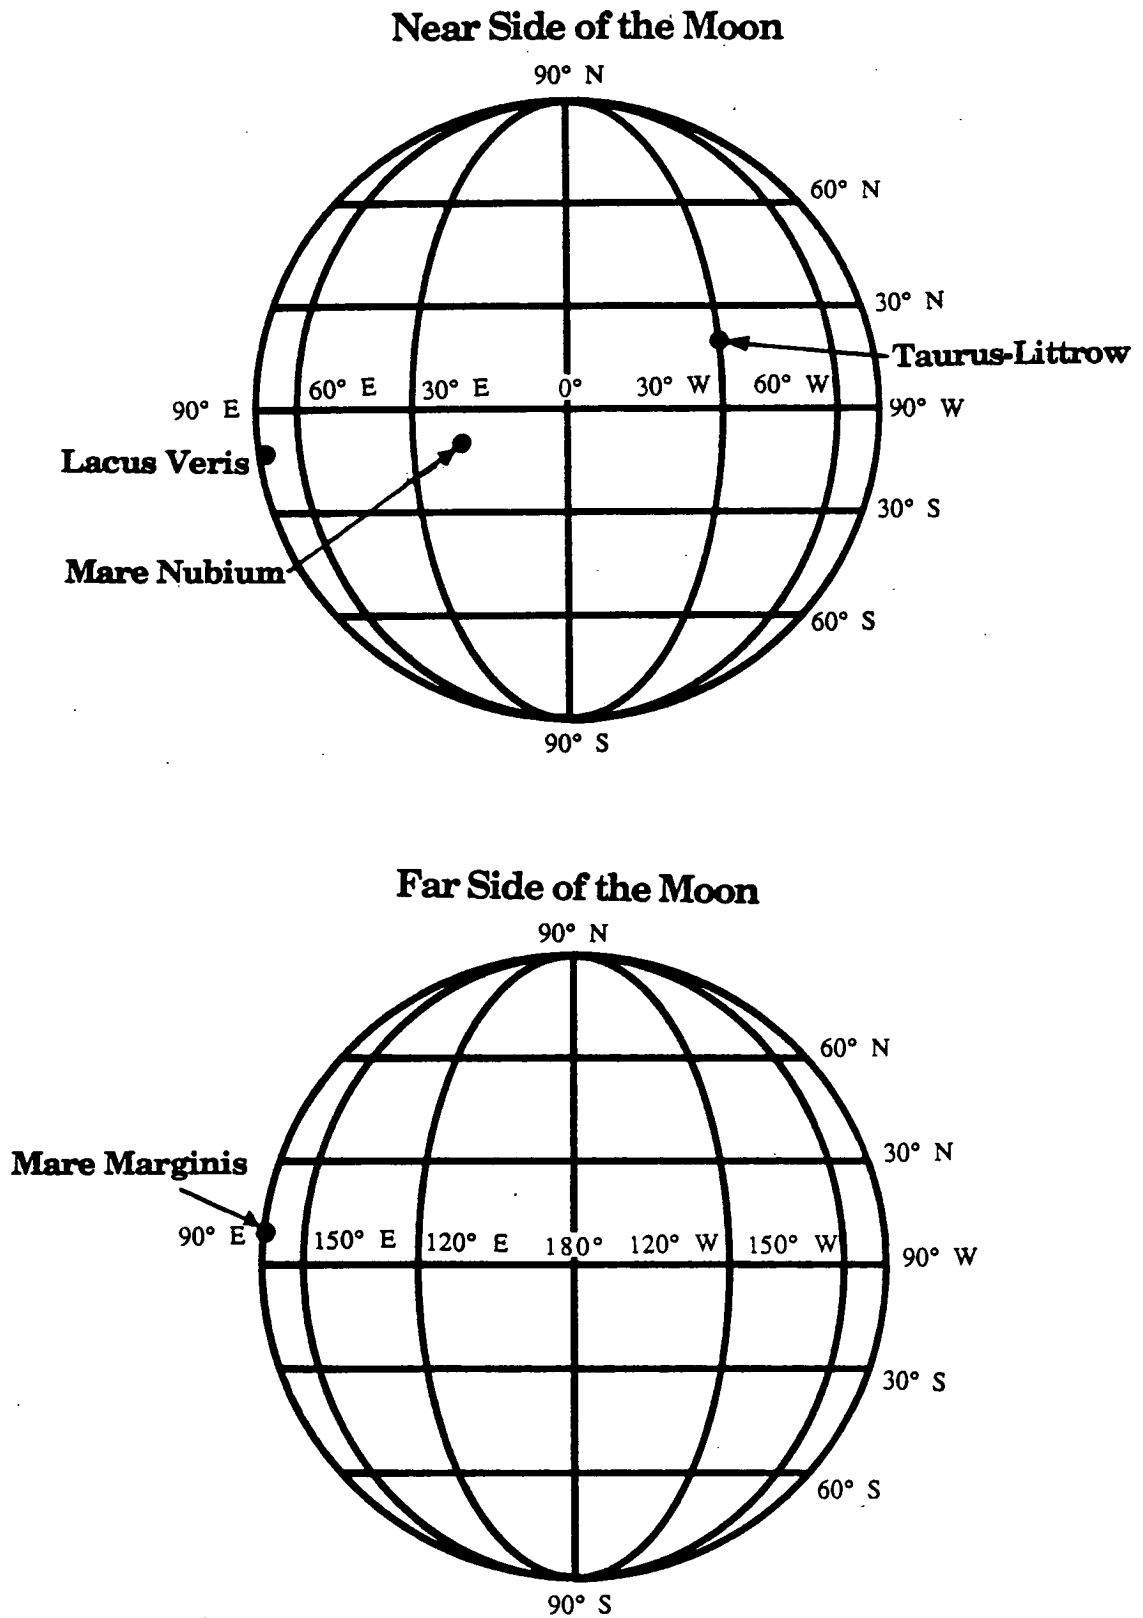 Near Side of the Moon
90° N
60° N
30° N
Taurus-Littrow
60° E 30° E 0° 30° W 60° W
90° E
90° W
Lacus Veris
30° S
Mare Nubium
60° S
90° S
Far Side of the Moon
90° N
60° N
30° N
Mare Marginis
90° E
150° E 120° E 180° 120° W 150° W
90° W
30° S
60° S
90° S